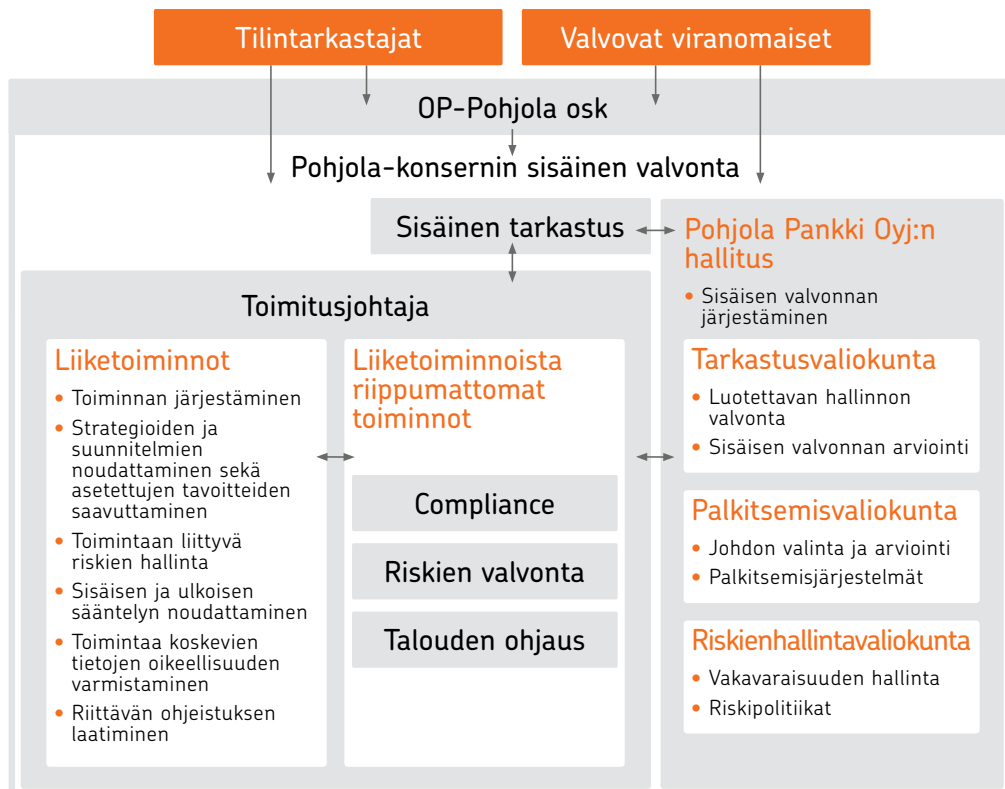 Tilintarkastajat
Valvovat viranomaiset
OP-Pohjola osk
Pohjola-konsernin sisäinen valvonta
Sisäinen tarkastus
Toimitusjohtaja
Liiketoiminnot
• Toiminnan järjestäminen
• Strategioiden ja
suunnitelmien
noudattaminen sekä
asetettujen tavoitteiden
saavuttaminen
• Toimintaan liittyvä
riskien hallinta
• Sisäisen ja ulkoisen
sääntelyn noudattaminen
• Toimintaa koskevien
tietojen oikeellisuuden
varmistaminen
• Riittävän ohjeistuksen
laatiminen
Liiketoiminnoista
riippumattomat
toiminnot
Compliance
Riskien valvonta
Talouden ohjaus
Pohjola Pankki Oyj:n
hallitus
• Sisäisen valvonnan
järjestäminen
Tarkastusvaliokunta
• Luotettavan hallinnon
valvonta
• Sisäisen valvonnan arviointi
Palkitsemisvaliokunta
• Johdon valinta ja arviointi
• Palkitsemisjärjestelmät
Riskienhallintavaliokunta
• Vakavaraisuuden hallinta
• Riskipolitiikat